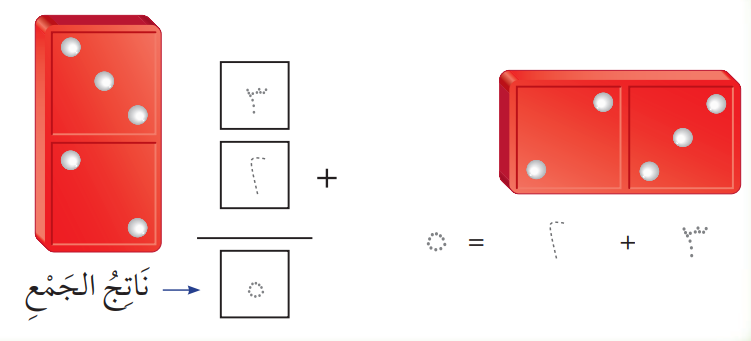 ٣
٢ +
٥
نَاتِجُ الجَمْعِ
٣ + ٢ = ٥